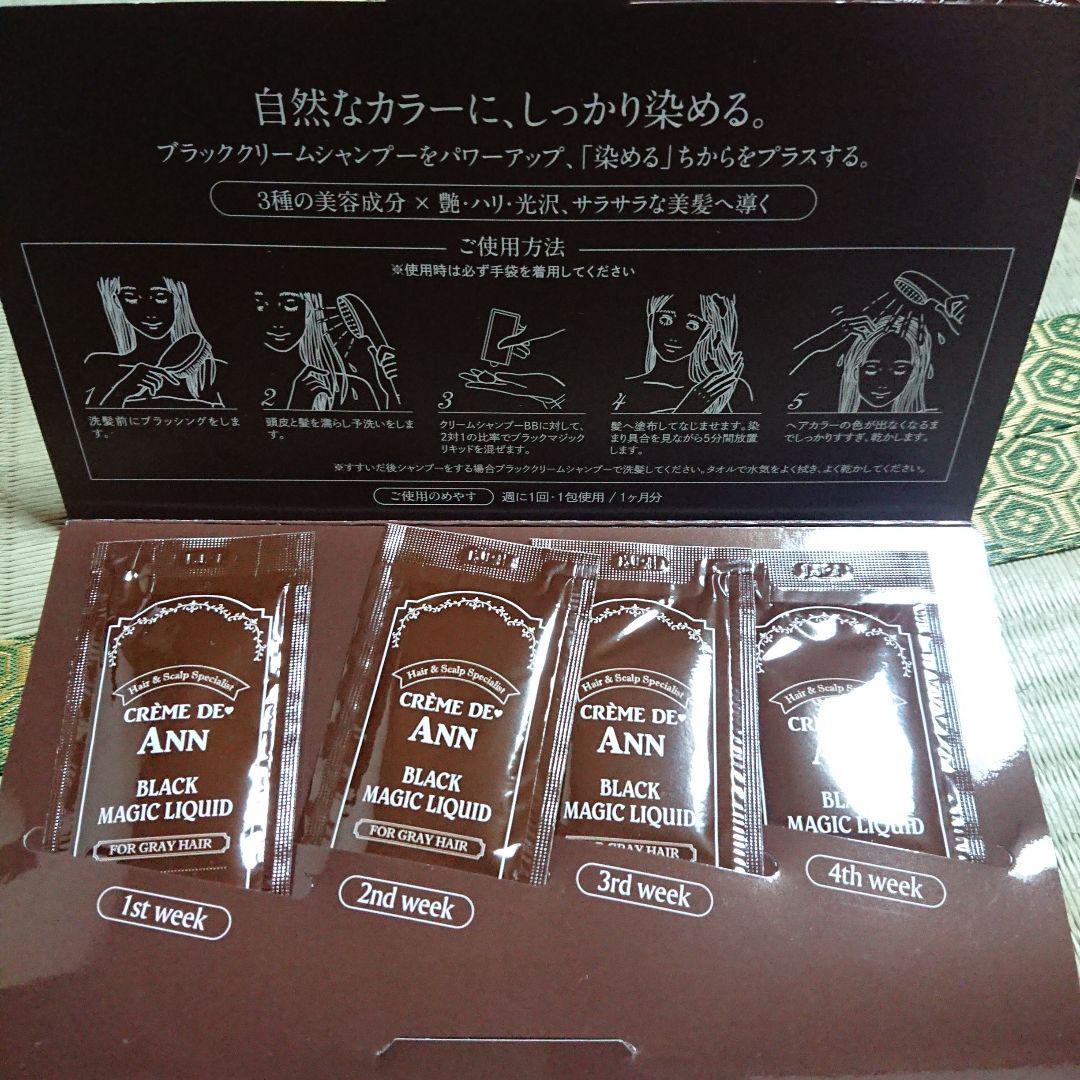 自然なカラーに、しっかり染める。
ブラッククリームシャンプーをパワーアップ、「染める」ちからをプラスする。
3種の美容成分 × 艶・ハリ・光沢、サラサラな美髪へ導く
ご使用方法
※使用時は必ず手袋を着用してください
1
洗髪前にブラッシングをしま
す。
2
頭皮と髪を濡らし予洗いをしま
す。
3
クリームシャンプーBBに対して、
2対1の比率でブラックマジック
リキッドを混ぜます。
4
髪へ塗布してなじませます。染
まり具合を見ながら5分間放置
します。
5
ヘアカラーの色が出なくなるま
でしっかりすすぎ、乾かします。
※すすいだ後シャンプーをする場合ブラッククリームシャンプーで洗髪してください。タオルで水気をよく拭き、よく乾かしてください。
ご使用のめやす 週に1回・1包使用 / 1ヶ月分
Hair & Scalp Specialist
CRÈME DE♥
ANN
BLACK
MAGIC LIQUID
FOR GRAY HAIR
1st week
Hair & Scalp Specialist
CRÈME DE♥
ANN
BLACK
MAGIC LIQUID
FOR GRAY HAIR
2nd week
Hair & Scalp Specialist
CRÈME DE♥
ANN
BLACK
MAGIC LIQUID
GRAY HAIR
3rd week
Hair & Scalp
MAGIC LIQUID
4th week